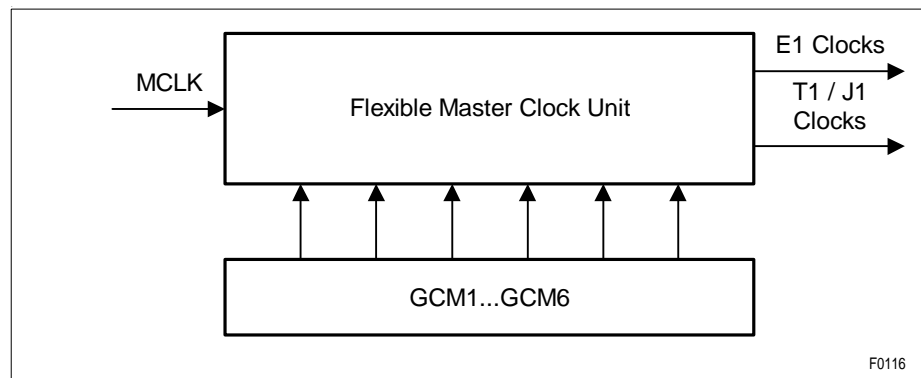 E1 Clocks
MCLK
T1 / J1
Clocks
Flexible Master Clock Unit
GCM1...GCM6
F0116